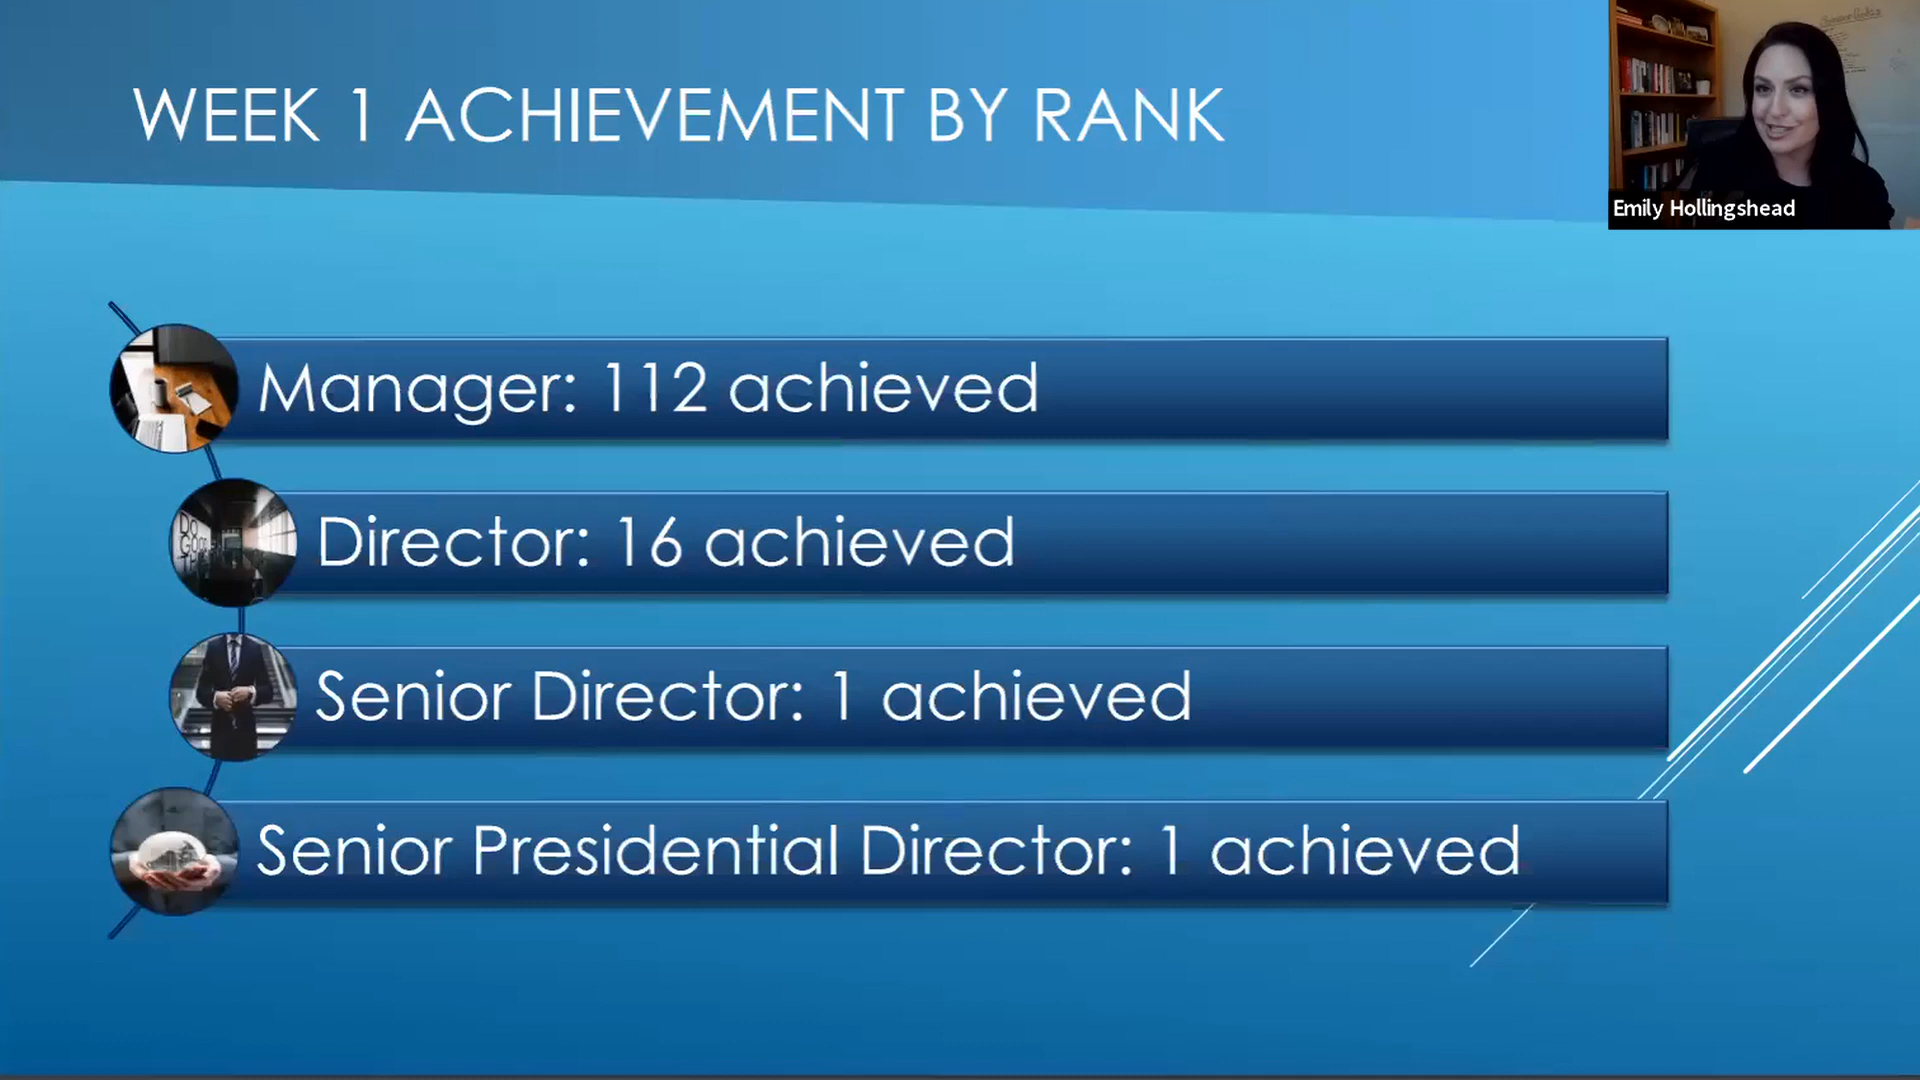 WEEK 1 ACHIEVEMENT BY RANK
Emily Hollingshead
Manager: 112 achieved
Director: 16 achieved
Senior Director: 1 achieved
Senior Presidential Director: 1 achieved